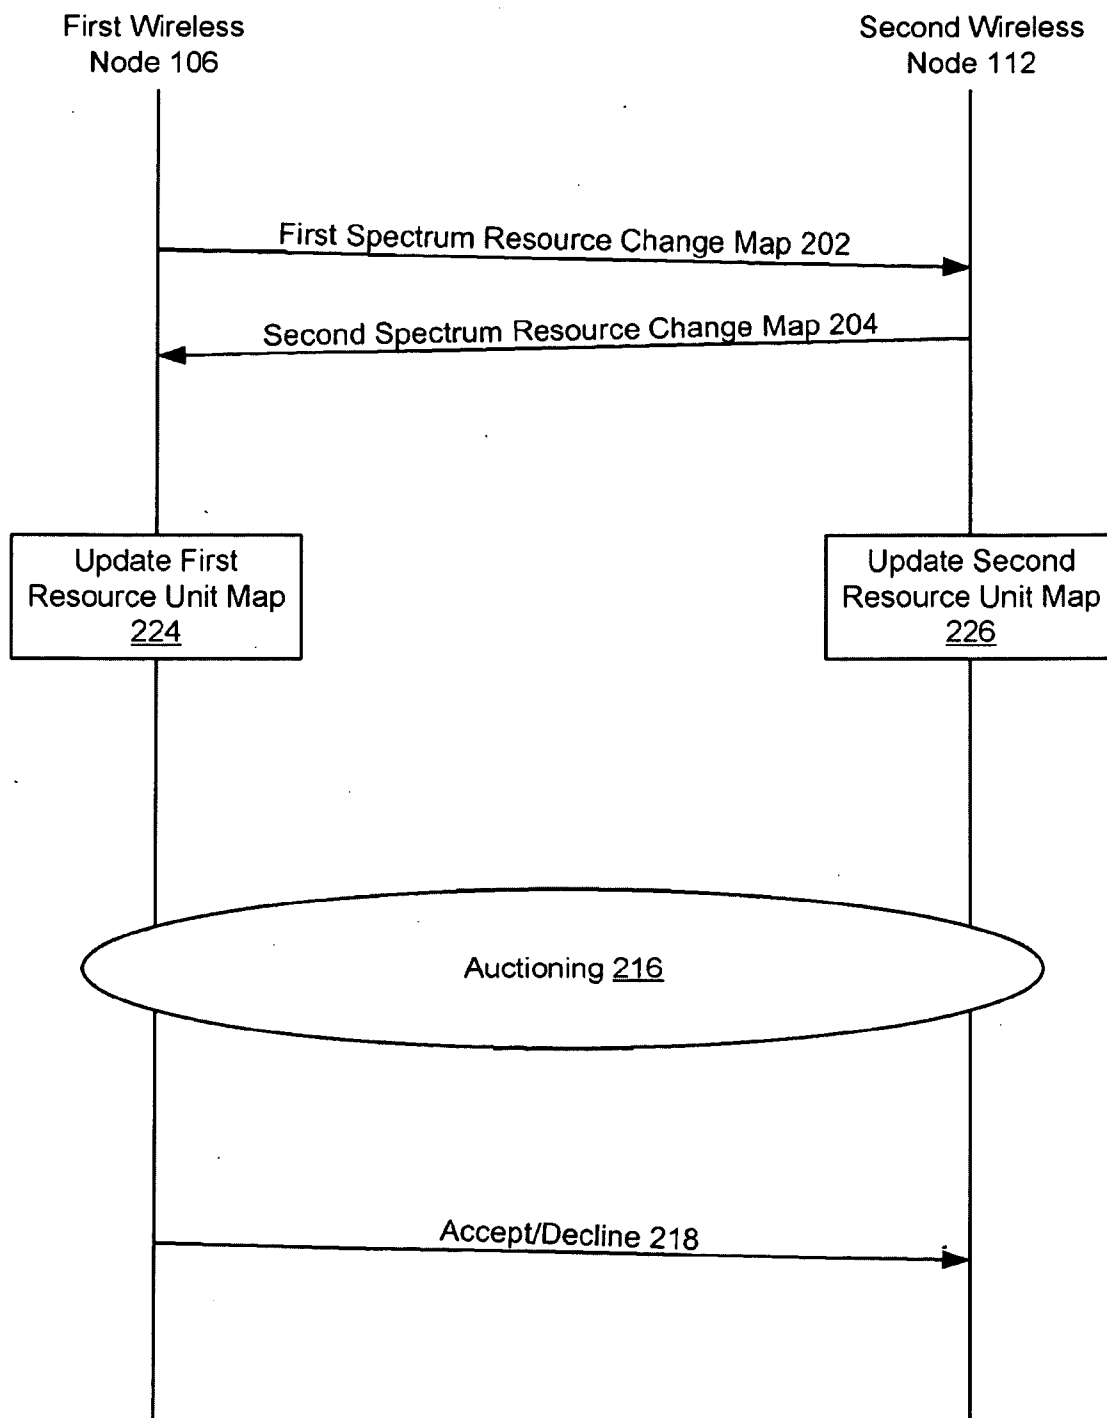 First Wireless
Node 106
Second Wireless
Node 112
First Spectrum Resource Change Map 202
Second Spectrum Resource Change Map 204
Update First
Resource Unit Map
224
Update Second
Resource Unit Map
226
Auctioning 216
Accept/Decline 218